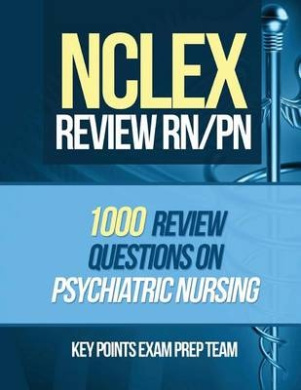 NCLEX
REVIEW RN/PN
1000 REVIEW
QUESTIONS ON
PSYCHIATRIC NURSING
KEY POINTS EXAM PREP TEAM